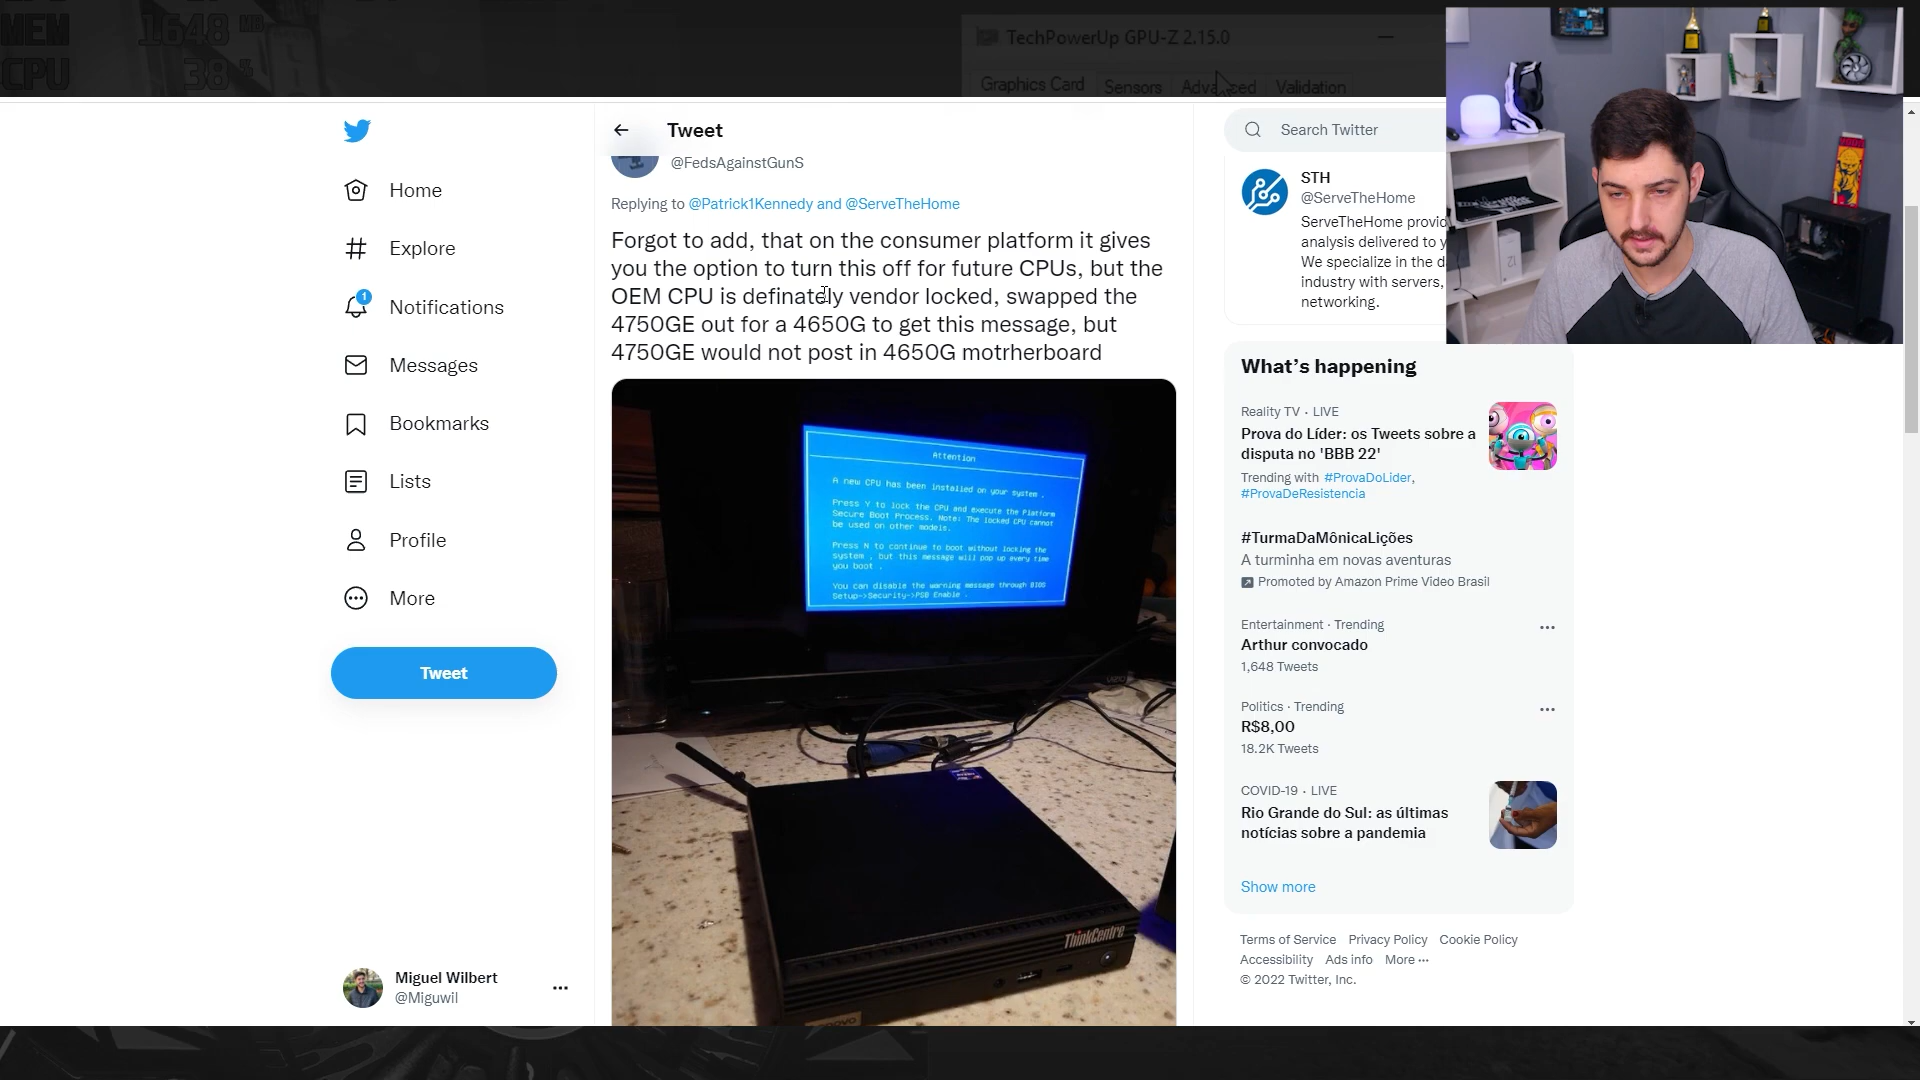 MEM 1648 MB
CPU 38 %
TechPowerUp GPU-Z 2.15.0
Graphics Card Sensors Advanced Validation
Home
Explore
1
Notifications
Messages
Bookmarks
Lists
Profile
More
Tweet
Miguel Wilbert
@Miguwil
Tweet
@FedsAgainstGunS
Replying to @Patrick1Kennedy and @ServeTheHome
Forgot to add, that on the consumer platform it gives
you the option to turn this off for future CPUs, but the
OEM CPU is definately vendor locked, swapped the
4750GE out for a 4650G to get this message, but
4750GE would not post in 4650G motrherboard
Attention
A new CPU has been installed on your system .
Press Y to lock the CPU and execute the Platform
Secure Boot Process. Note: The locked CPU cannot
be used on other models.
Press N to continue to boot without locking the
system , but this message will pop up every time
you boot .
You can disable the warning message through BIOS
Setup->Security->PSB Enable .
ThinkCentre
Search Twitter
STH
@ServeTheHome
ServeTheHome provid
analysis delivered to y
We specialize in the d
industry with servers,
networking.
What's happening
Reality TV · LIVE
Prova do Líder: os Tweets sobre a
disputa no 'BBB 22'
Trending with #ProvaDoLider,
#ProvaDeResistencia
#TurmaDaMônicaLições
A turminha em novas aventuras
Promoted by Amazon Prime Video Brasil
Entertainment · Trending
Arthur convocado
1,648 Tweets
Politics · Trending
R$8,00
18.2K Tweets
COVID-19 · LIVE
Rio Grande do Sul: as últimas
notícias sobre a pandemia
Show more
Terms of Service Privacy Policy Cookie Policy
Accessibility Ads info More ···
© 2022 Twitter, Inc.